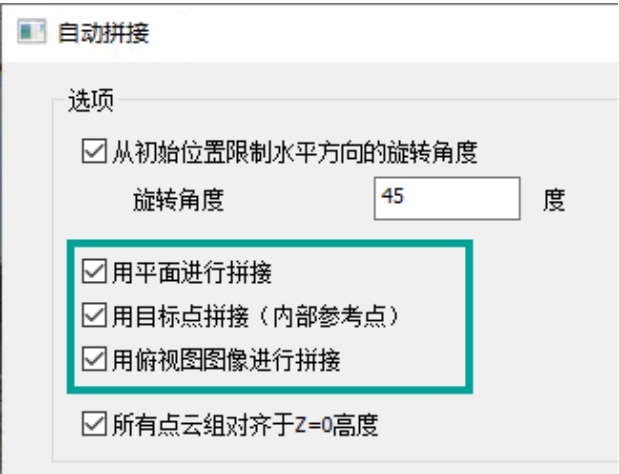 自动拼接
选项
从初始位置限制水平方向的旋转角度
旋转角度 45 度
用平面进行拼接
用目标点拼接（内部参考点）
用俯视图图像进行拼接
所有点云组对齐于Z=0高度